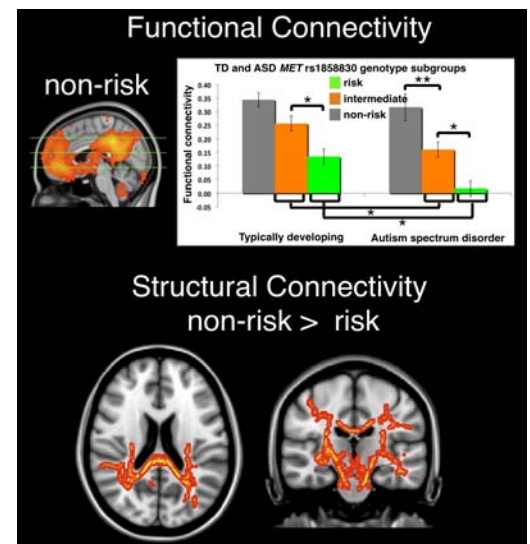 Functional Connectivity
non-risk
TD and ASD MET rs1858830 genotype subgroups
risk
intermediate
non-risk
Functional connectivity
0.40
0.35
0.30
0.25
0.20
0.15
0.10
0.05
0.00
-0.05
*
**
*
*
*
Typically developing
Autism spectrum disorder
Structural Connectivity
non-risk > risk